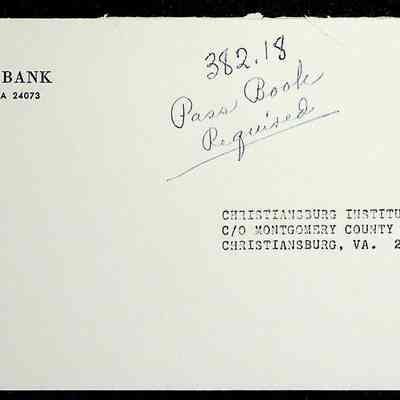 BANK
A 24073
382.18
Pass Book
Required
CHRISTIANSBURG INSTITU
C/O MONTGOMERY COUNTY
CHRISTIANSBURG, VA. 2